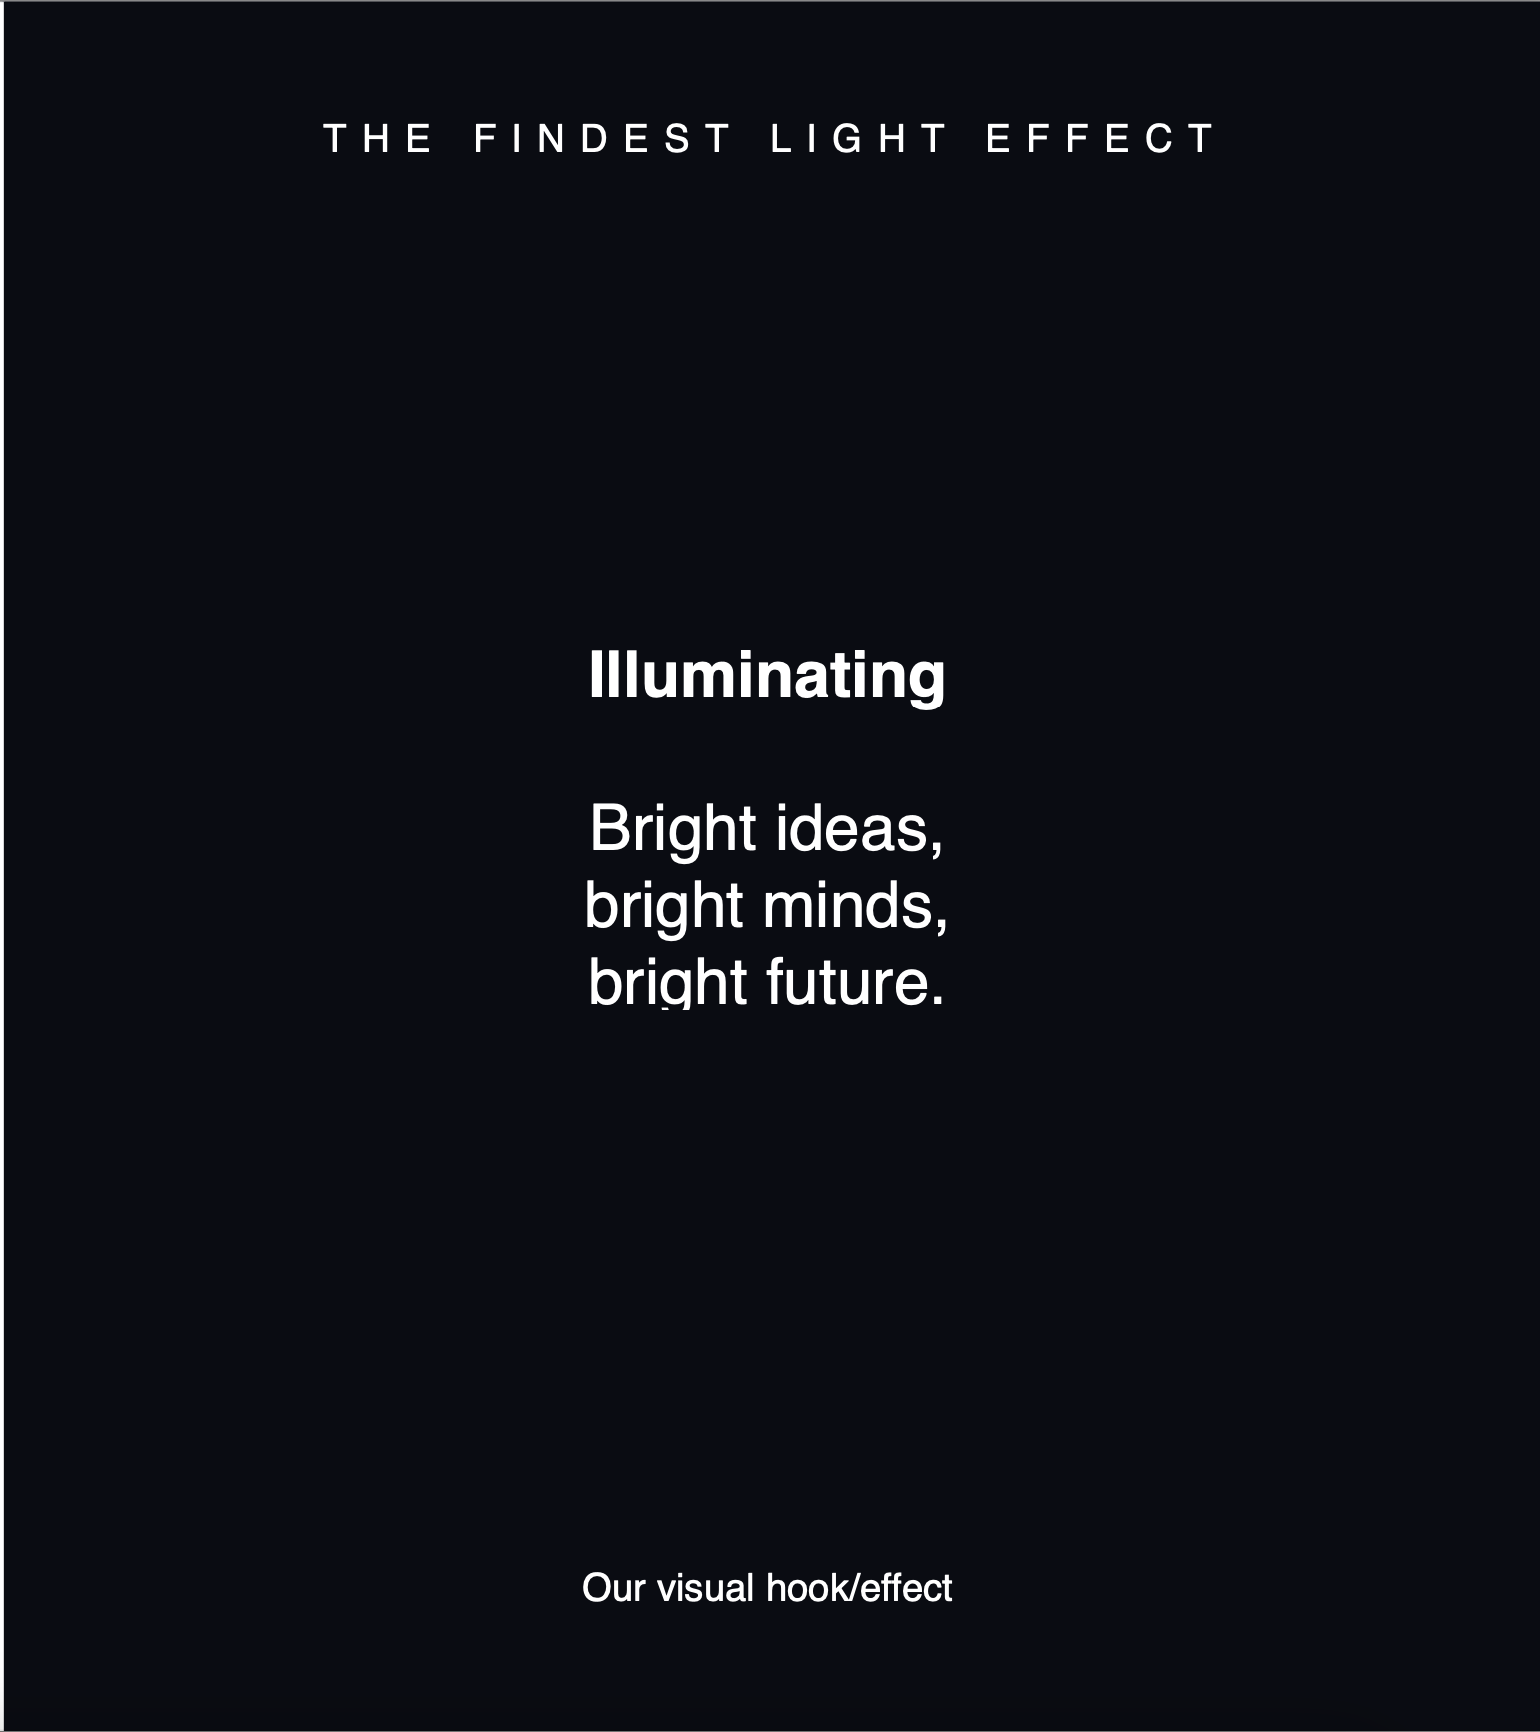 THE FINDEST LIGHT EFFECT
Illuminating
Bright ideas,
bright minds,
bright future.
Our visual hook/effect